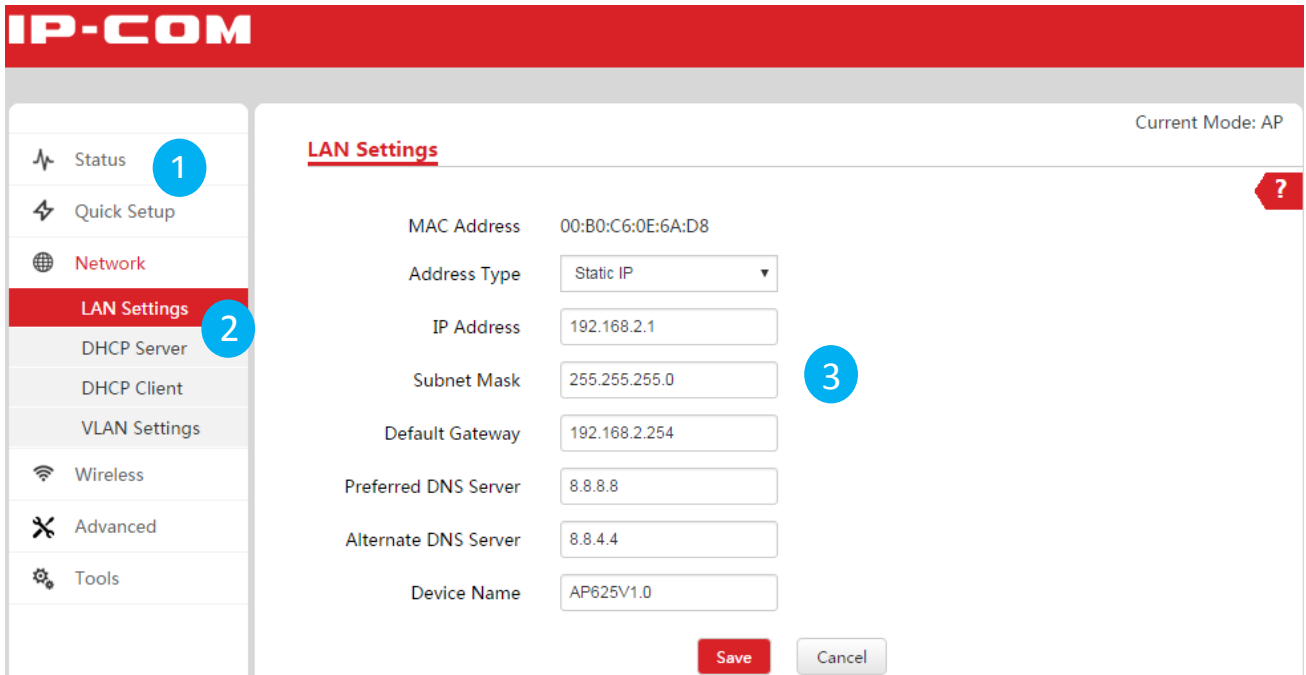 IP-COM
Current Mode: AP
Status
1
Quick Setup
Network
LAN Settings
2
DHCP Server
DHCP Client
VLAN Settings
Wireless
Advanced
Tools
LAN Settings
?
MAC Address 00:B0:C6:0E:6A:D8
Address Type Static IP
IP Address 192.168.2.1
Subnet Mask 255.255.255.0
3
Default Gateway 192.168.2.254
Preferred DNS Server 8.8.8.8
Alternate DNS Server 8.8.4.4
Device Name AP625V1.0
Save Cancel